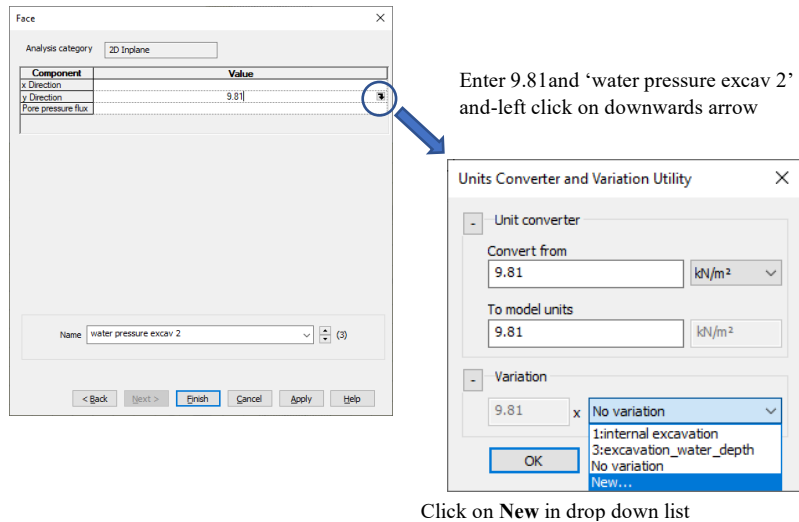 Face
Analysis category 2D Inplane
Component Value
x Direction
y Direction 9.81
Pore pressure flux
Name water pressure excav 2 (3)
< Back Next > Finish Cancel Apply Help
Enter 9.81and ‘water pressure excav 2’
and-left click on downwards arrow
Units Converter and Variation Utility
- Unit converter
Convert from
9.81 kN/m²
To model units
9.81 kN/m²
- Variation
9.81 x No variation
1:internal excavation
3:excavation_water_depth
No variation
New...
OK
Click on New in drop down list